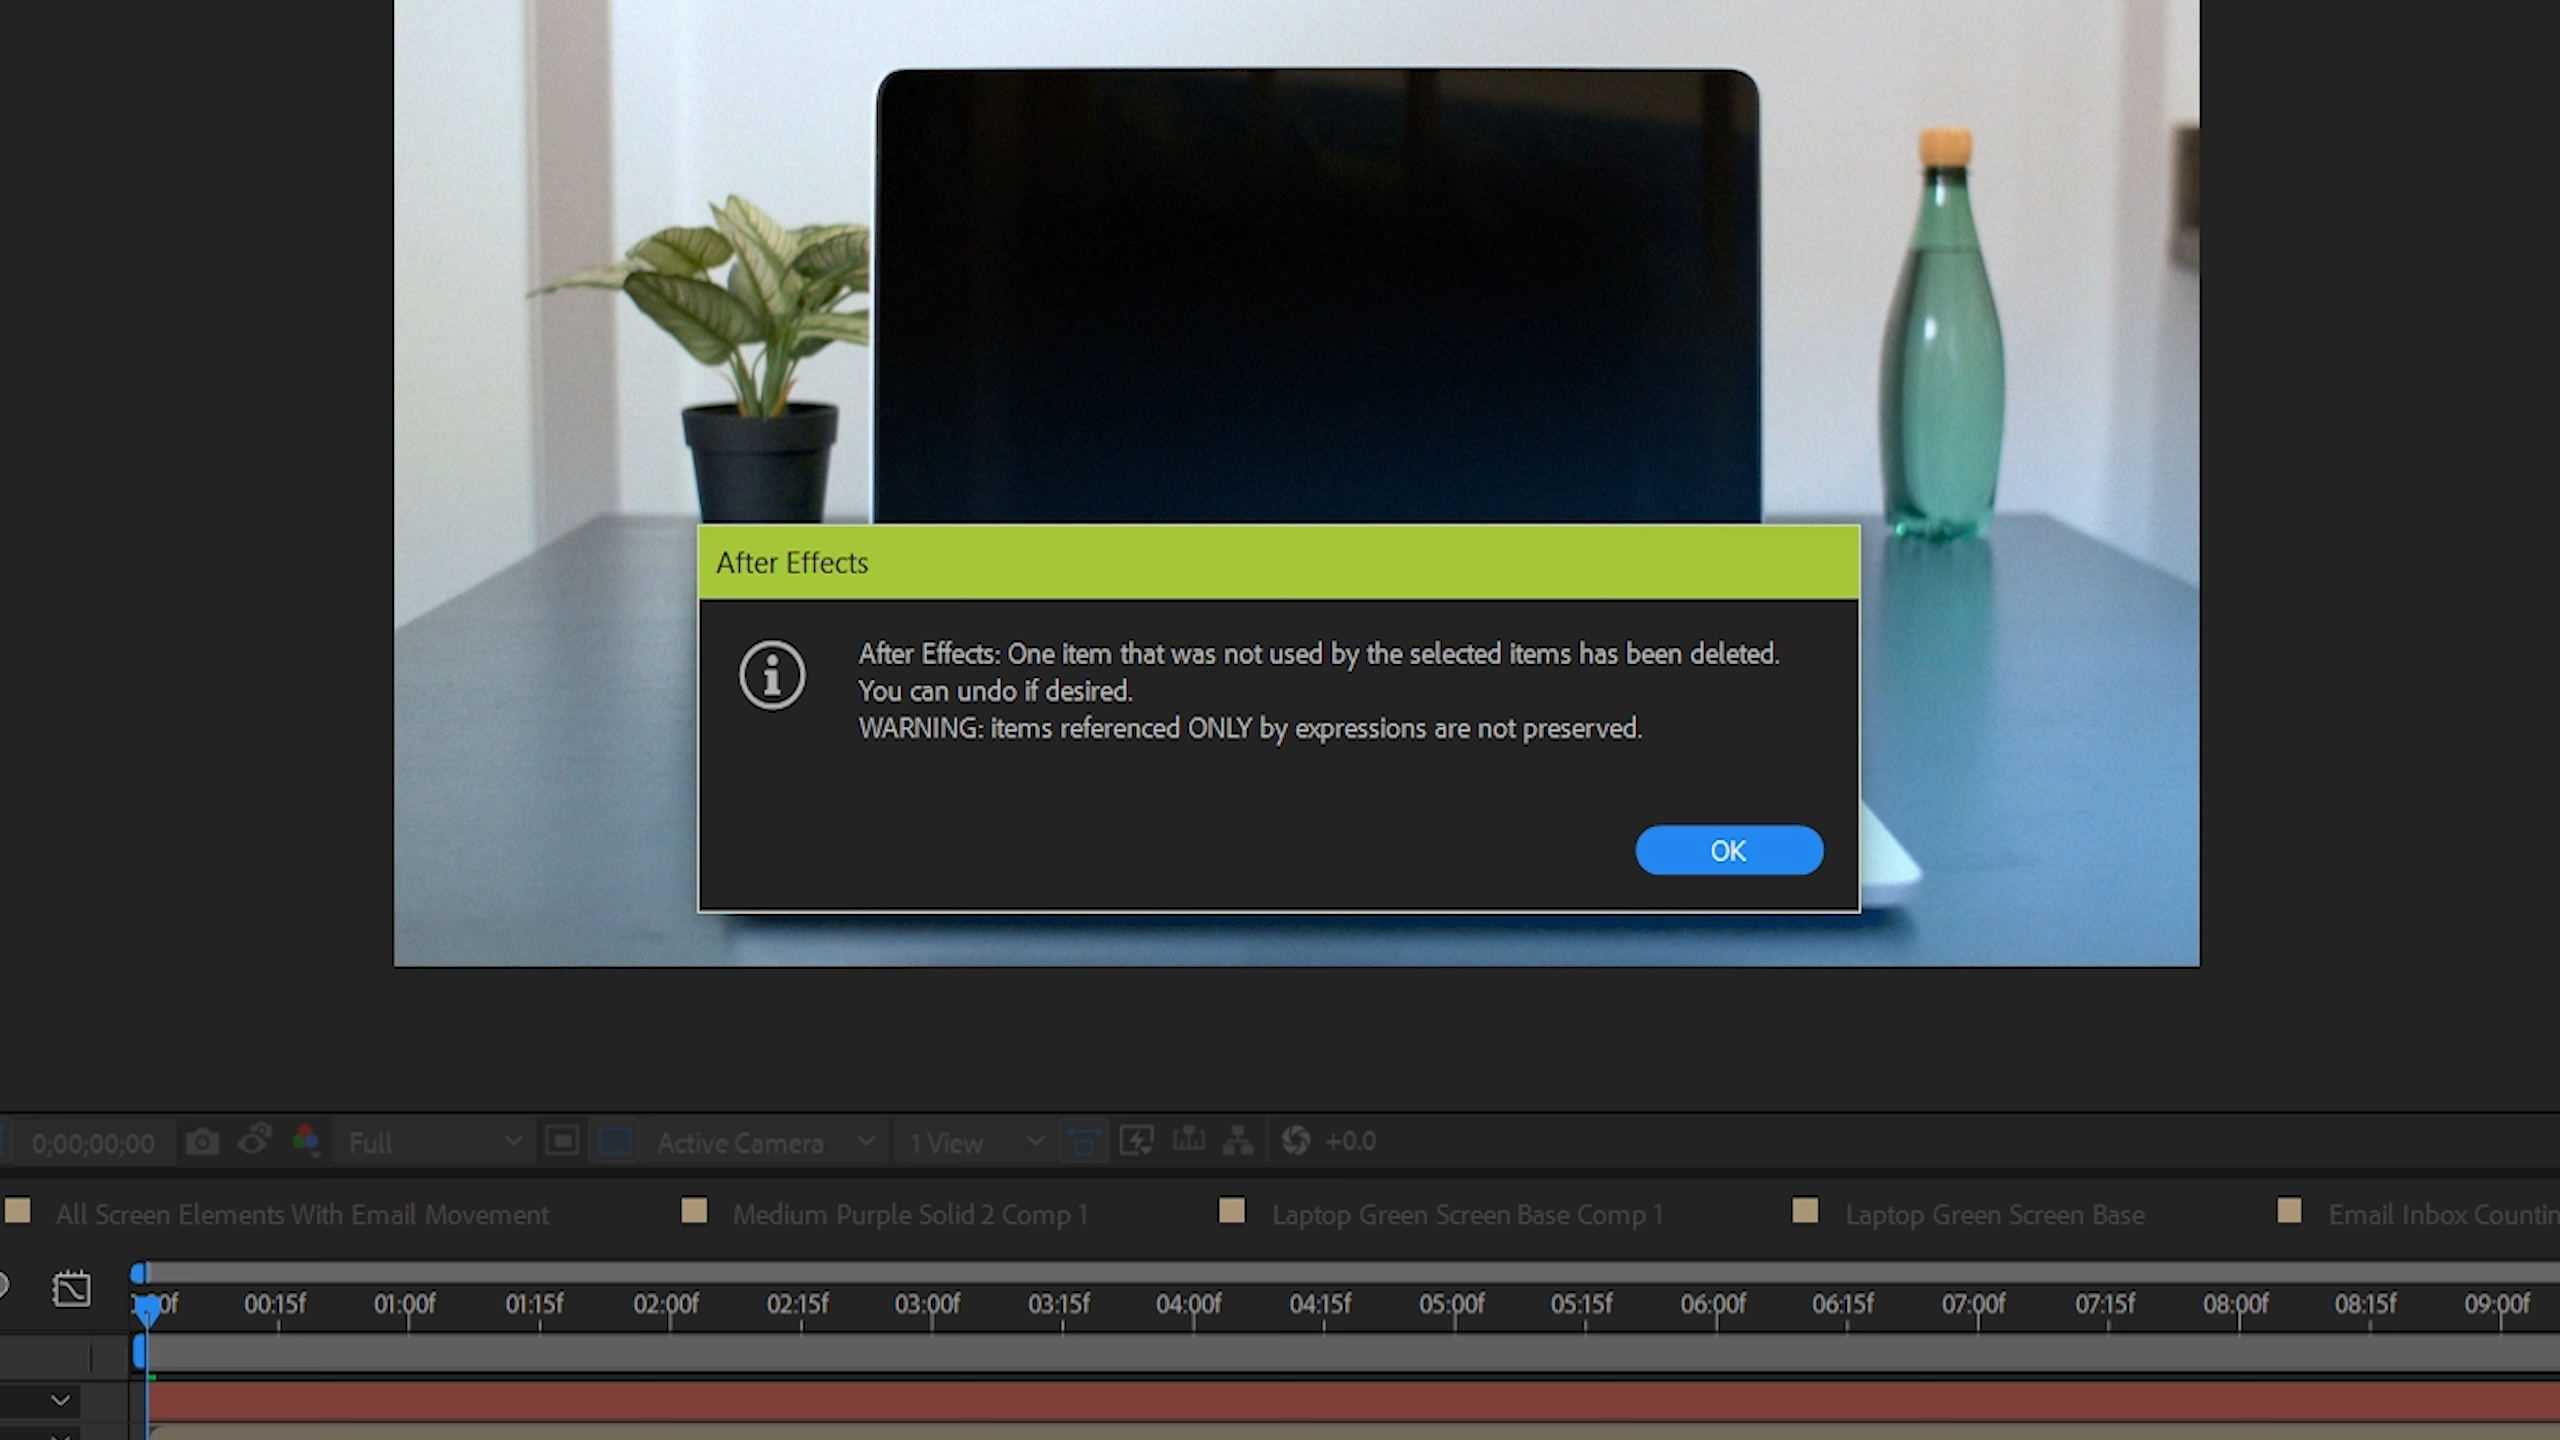 After Effects
After Effects: One item that was not used by the selected items has been deleted.
You can undo if desired.
WARNING: items referenced ONLY by expressions are not preserved.
OK
0;00;00;00
Full
Active Camera
1 View
+0.0
All Screen Elements With Email Movement
Medium Purple Solid 2 Comp 1
Laptop Green Screen Base Comp 1
Laptop Green Screen Base
Email Inbox
00:15f
01:00f
01:15f
02:00f
02:15f
03:00f
03:15f
04:00f
04:15f
05:00f
05:15f
06:00f
06:15f
07:00f
07:15f
08:00f
08:15f
09:00f